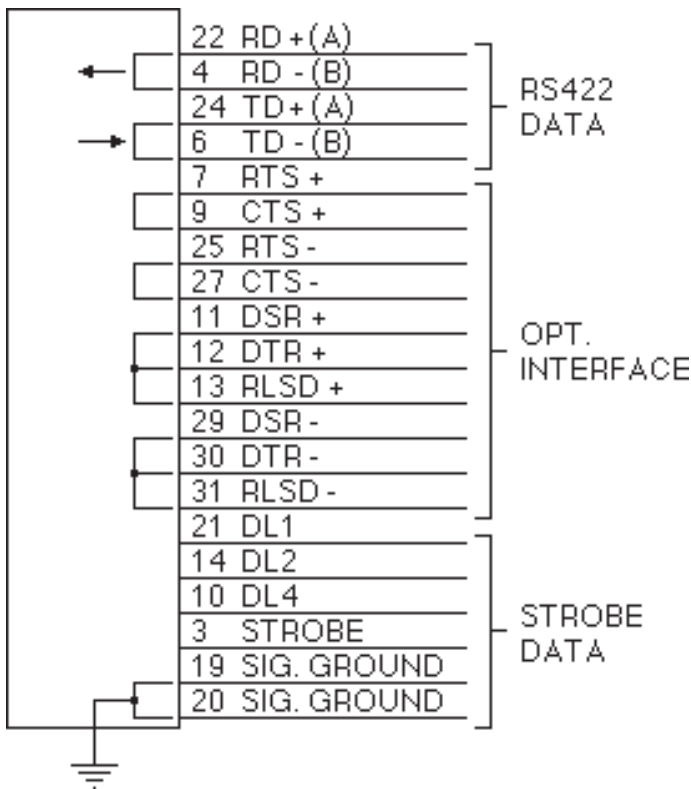 22 RD +(A)
4 RD - (B)
24 TD+(A)
6 TD - (B)
7 RTS +
9 CTS +
25 RTS -
27 CTS -
11 DSR +
12 DTR +
13 RLSD +
29 DSR -
30 DTR -
31 RLSD -
21 DL1
14 DL2
10 DL4
3 STROBE
19 SIG. GROUND
20 SIG. GROUND
RS422
DATA
OPT.
INTERFACE
STROBE
DATA